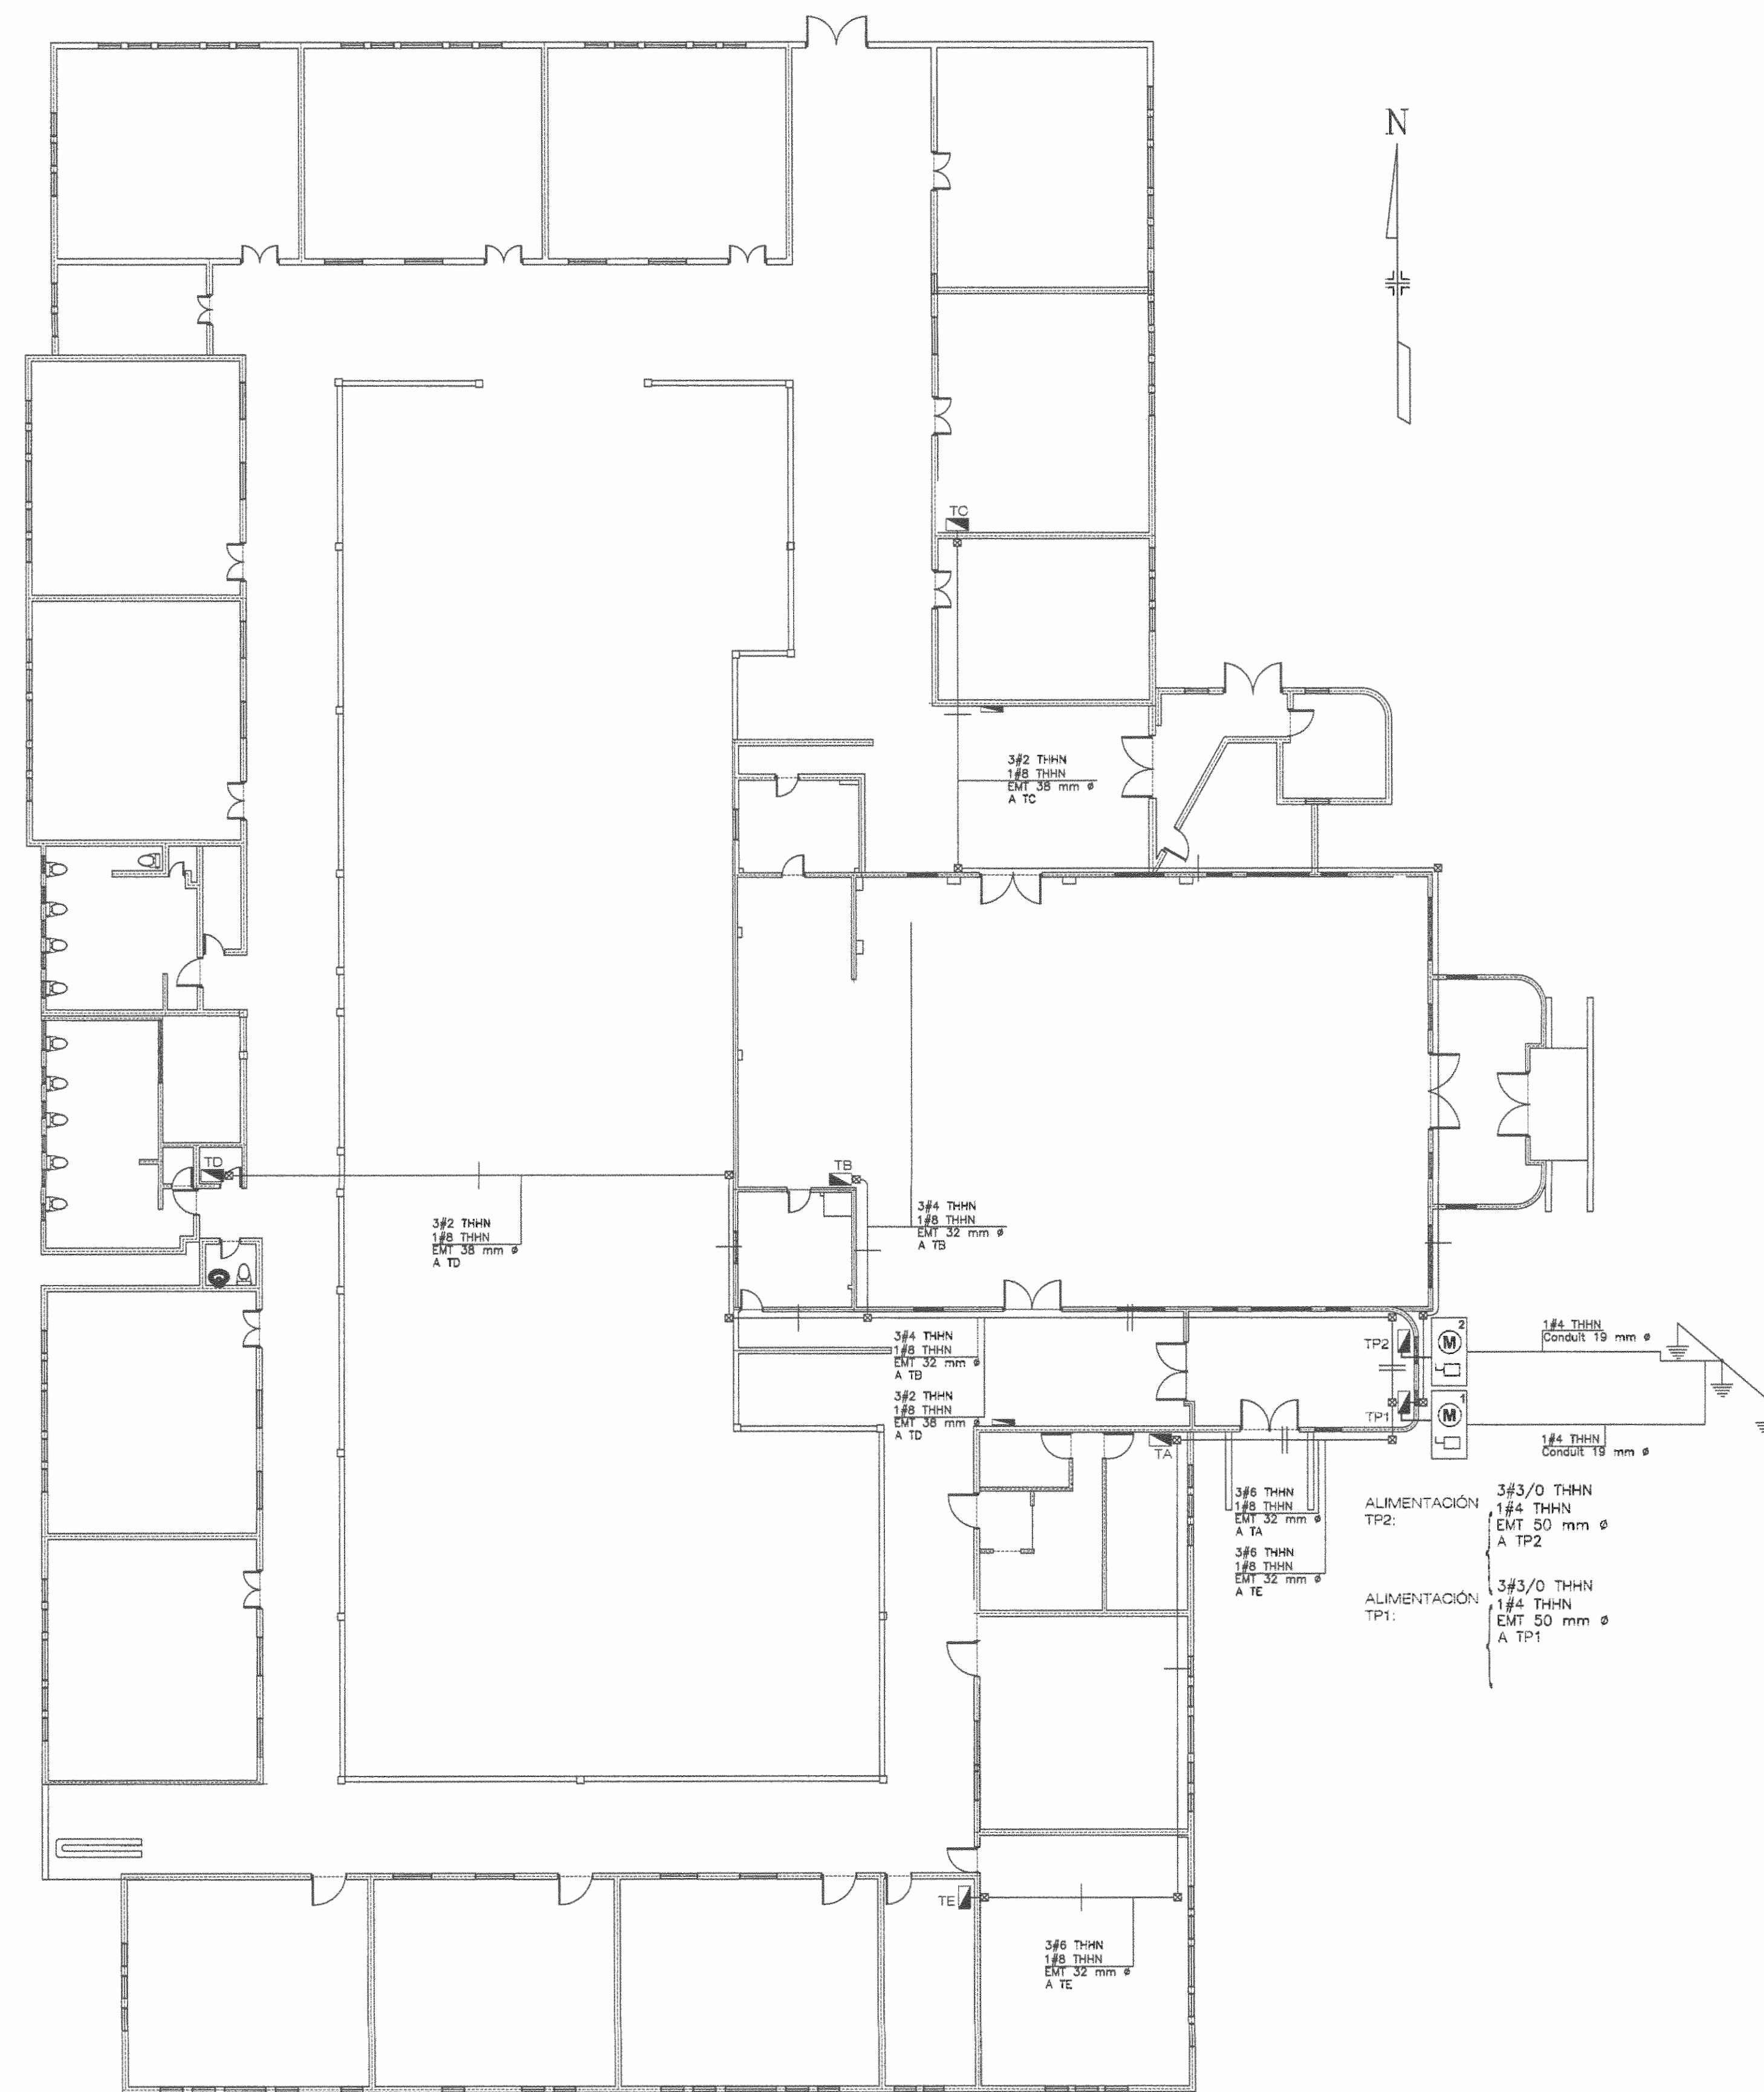 N
TC
3#2 THHN
1#8 THHN
EMT 38 mm ø
A TC
TD
3#2 THHN
1#8 THHN
EMT 38 mm ø
A TD
TB
3#4 THHN
1#8 THHN
EMT 32 mm ø
A TB
3#4 THHN
1#8 THHN
EMT 32 mm ø
A TB
3#2 THHN
1#8 THHN
EMT 38 mm ø
A TD
TP2
2
M
1#4 THHN
Conduit 19 mm ø
TP1
1
M
1#4 THHN
Conduit 19 mm ø
TA
3#6 THHN
1#8 THHN
EMT 32 mm ø
A TA
3#6 THHN
1#8 THHN
EMT 32 mm ø
A TE
ALIMENTACIÓN
TP2:
3#3/0 THHN
1#4 THHN
EMT 50 mm ø
A TP2
ALIMENTACIÓN
TP1:
3#3/0 THHN
1#4 THHN
EMT 50 mm ø
A TP1
TE
3#6 THHN
1#8 THHN
EMT 32 mm ø
A TE